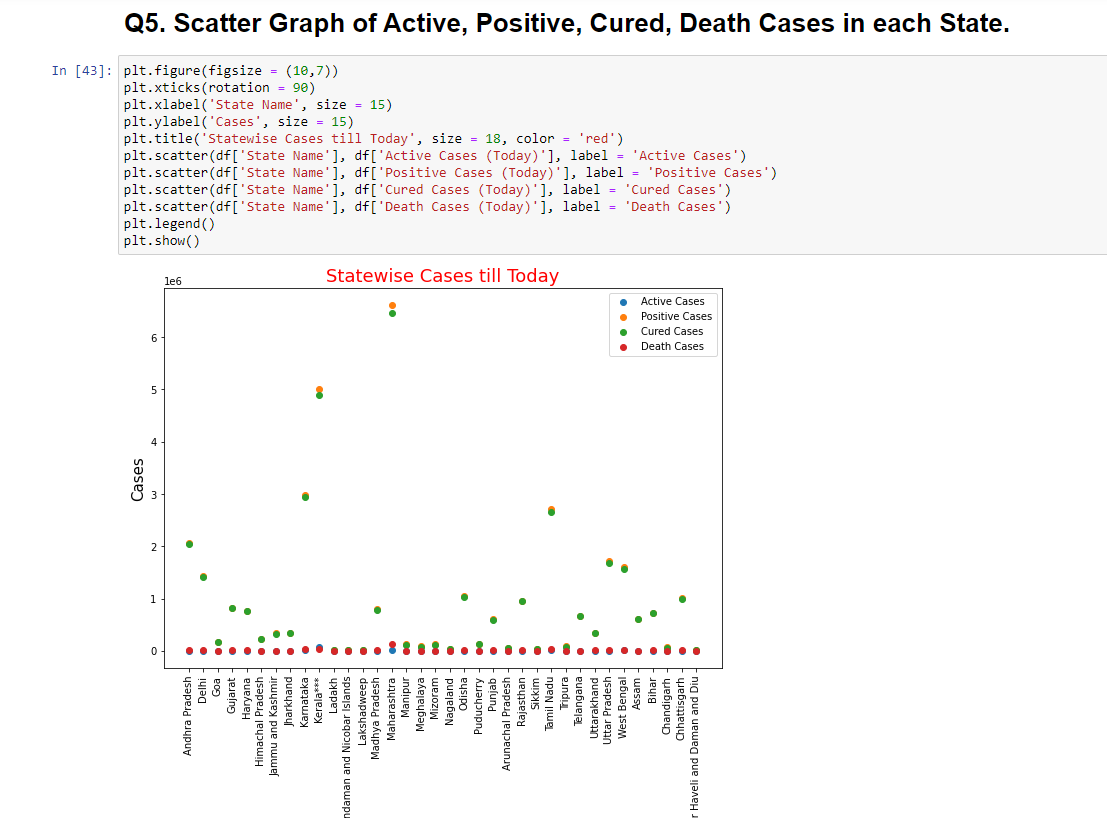 Q5. Scatter Graph of Active, Positive, Cured, Death Cases in each State.
In [43]:
plt.figure(figsize = (10,7))
plt.xticks(rotation = 90)
plt.xlabel('State Name', size = 15)
plt.ylabel('Cases', size = 15)
plt.title('Statewise Cases till Today', size = 18, color = 'red')
plt.scatter(df['State Name'], df['Active Cases (Today)'], label = 'Active Cases')
plt.scatter(df['State Name'], df['Positive Cases (Today)'], label = 'Positive Cases')
plt.scatter(df['State Name'], df['Cured Cases (Today)'], label = 'Cured Cases')
plt.scatter(df['State Name'], df['Death Cases (Today)'], label = 'Death Cases')
plt.legend()
plt.show()
Statewise Cases till Today
1e6
Active Cases
Positive Cases
Cured Cases
Death Cases
6
5
4
3
2
1
0
Cases
Andhra Pradesh
Delhi
Goa
Gujarat
Haryana
Himachal Pradesh
Jammu and Kashmir
Jharkhand
Karnataka
Kerala***
Ladakh
ndaman and Nicobar Islands
Lakshadweep
Madhya Pradesh
Maharashtra
Manipur
Meghalaya
Mizoram
Nagaland
Odisha
Puducherry
Punjab
Arunachal Pradesh
Rajasthan
Sikkim
Tamil Nadu
Tripura
Telangana
Uttarakhand
Uttar Pradesh
West Bengal
Assam
Bihar
Chandigarh
Chhattisgarh
r Haveli and Daman and Diu